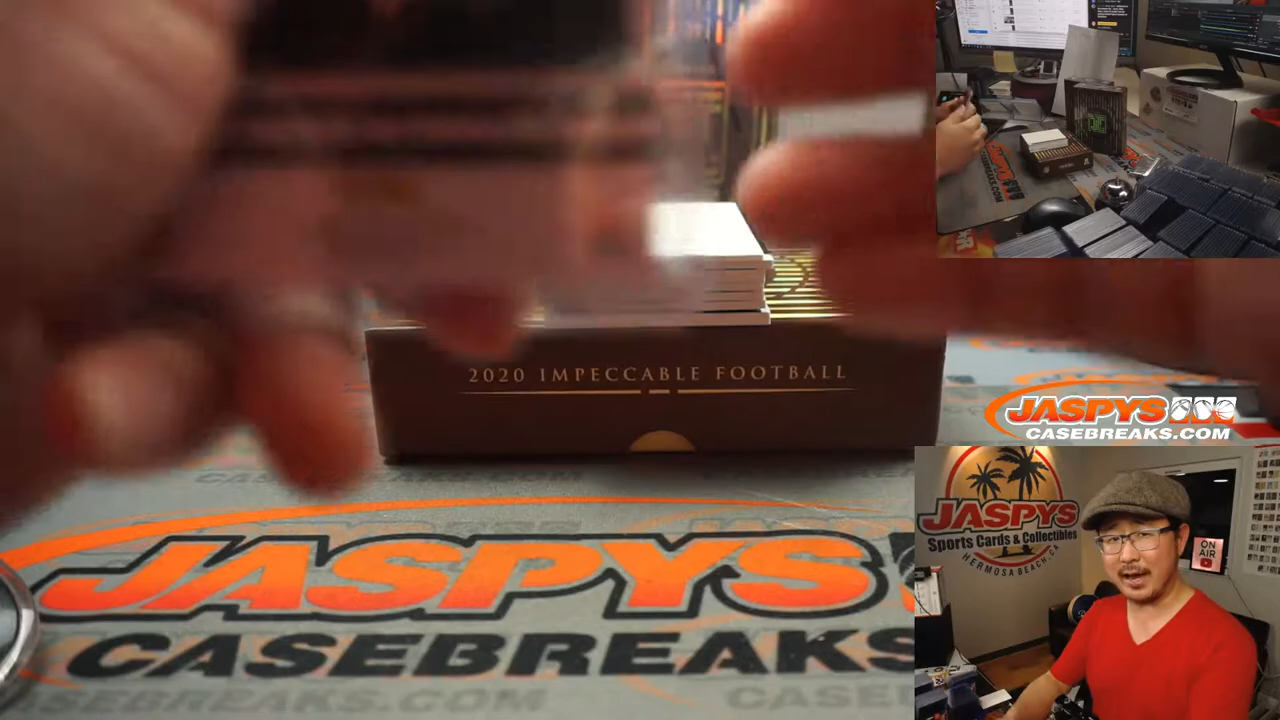 2020 IMPECCABLE FOOTBALL
JASPYS
CASEBREAKS.COM
JASPYS
Sports Cards & Collectibles
HERMOSA BEACH, CA
ON
AIR
JASPYS
CASEBREAKS